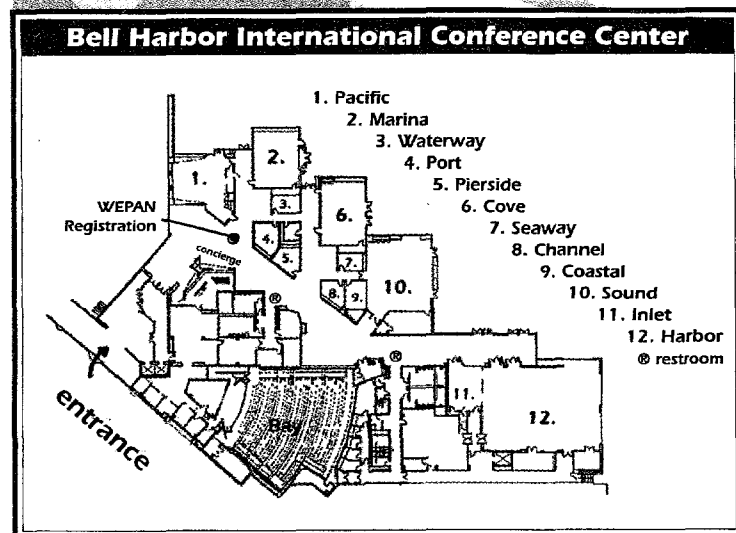 Bell Harbor International Conference Center
1. Pacific
2. Marina
3. Waterway
4. Port
5. Pierside
6. Cove
7. Seaway
8. Channel
9. Coastal
10. Sound
11. Inlet
12. Harbor
® restroom
WEPAN
Registration
concierge
1.
2.
3.
4.
5.
6.
7.
8.
9.
10.
®
®
11.
12.
Bay
entrance